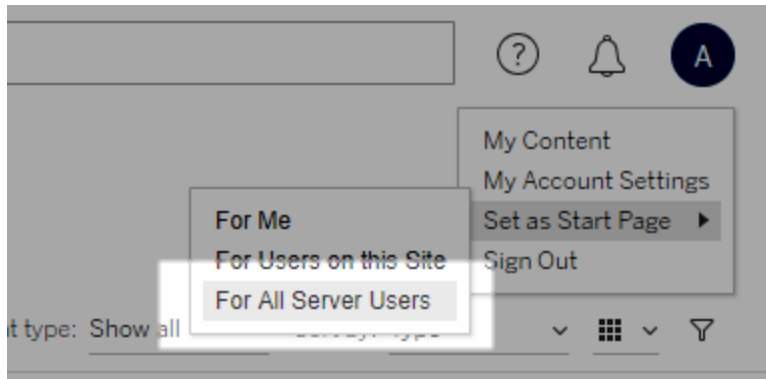 ?
A
My Content
My Account Settings
Set as Start Page
Sign Out
For Me
For Users on this Site
For All Server Users
t type: Show all